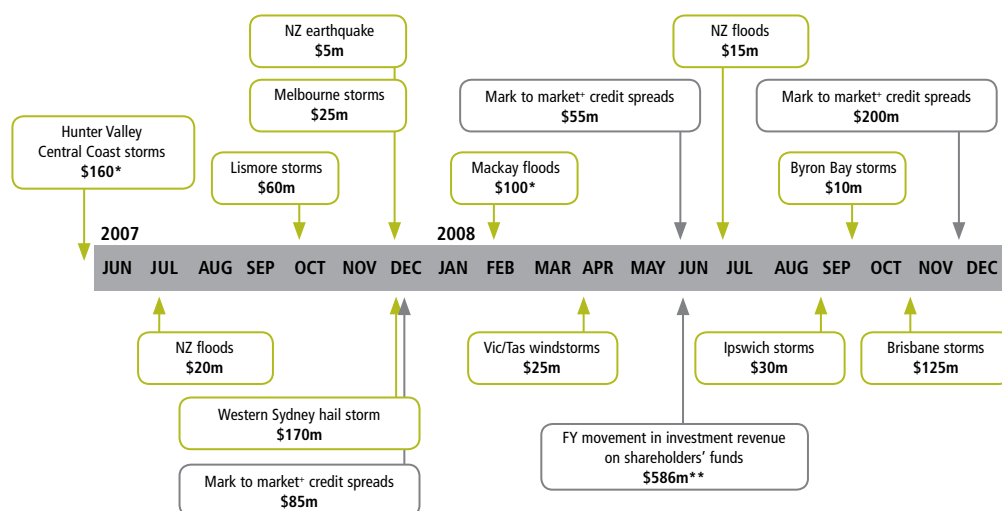 NZ earthquake
$5m
NZ floods
$15m
Melbourne storms
$25m
Mark to market+ credit spreads
$55m
Mark to market+ credit spreads
$200m
Hunter Valley
Central Coast storms
$160*
Lismore storms
$60m
Mackay floods
$100*
Byron Bay storms
$10m
2007 2008
JUN JUL AUG SEP OCT NOV DEC JAN FEB MAR APR MAY JUN JUL AUG SEP OCT NOV DEC
NZ floods
$20m
Vic/Tas windstorms
$25m
Ipswich storms
$30m
Brisbane storms
$125m
Western Sydney hail storm
$170m
FY movement in investment revenue
on shareholders’ funds
$586m**
Mark to market+ credit spreads
$85m